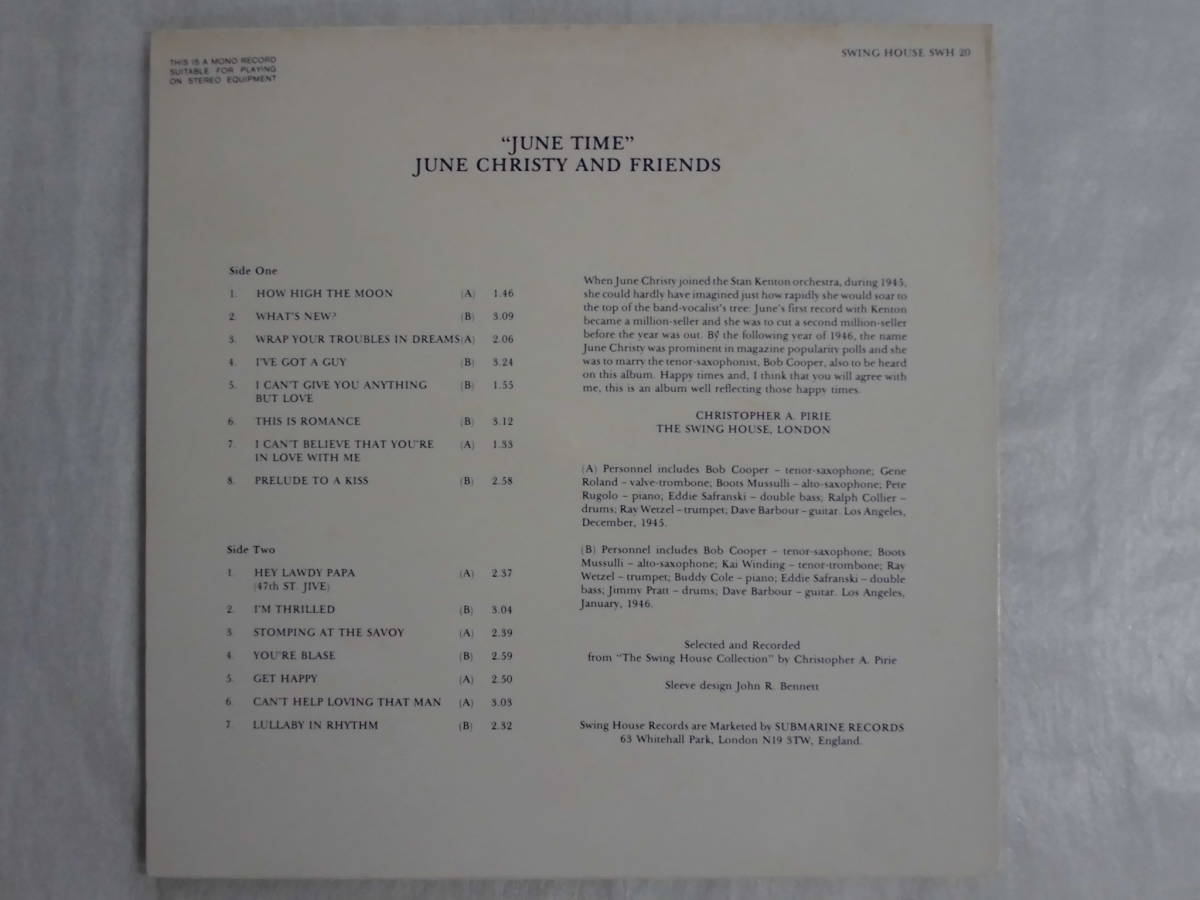 THIS IS A MONO RECORD
SUITABLE FOR PLAYING
ON STEREO EQUIPMENT
SWING HOUSE SWH 20
“JUNE TIME”
JUNE CHRISTY AND FRIENDS
Side One
1. HOW HIGH THE MOON (A) 1.46
2. WHAT'S NEW? (B) 3.09
3. WRAP YOUR TROUBLES IN DREAMS (A) 2.06
4. I'VE GOT A GUY (B) 3.24
5. I CAN'T GIVE YOU ANYTHING (B) 1.55
BUT LOVE
6. THIS IS ROMANCE (B) 3.12
7. I CAN'T BELIEVE THAT YOU'RE (A) 1.33
IN LOVE WITH ME
8. PRELUDE TO A KISS (B) 2.58
Side Two
1. HEY LAWDY PAPA (A) 2.37
(47th ST. JIVE)
2. I'M THRILLED (B) 3.04
3. STOMPING AT THE SAVOY (A) 2.39
4. YOU'RE BLASE (B) 2.59
5. GET HAPPY (A) 2.50
6. CAN'T HELP LOVING THAT MAN (A) 3.03
7. LULLABY IN RHYTHM (B) 2.32
When June Christy joined the Stan Kenton orchestra, during 1945,
she could hardly have imagined just how rapidly she would soar to
the top of the band-vocalist's tree: June's first record with Kenton
became a million-seller and she was to cut a second million-seller
before the year was out. By the following year of 1946, the name
June Christy was prominent in magazine popularity polls and she
was to marry the tenor-saxophonist, Bob Cooper, also to be heard
on this album. Happy times and, I think that you will agree with
me, this is an album well reflecting those happy times.
CHRISTOPHER A. PIRIE
THE SWING HOUSE, LONDON
(A) Personnel includes Bob Cooper – tenor-saxophone; Gene
Roland – valve-trombone; Boots Mussulli – alto-saxophone; Pete
Rugolo – piano; Eddie Safranski – double bass; Ralph Collier –
drums; Ray Wetzel – trumpet; Dave Barbour – guitar. Los Angeles,
December, 1945.
(B) Personnel includes Bob Cooper – tenor-saxophone; Boots
Mussulli – alto-saxophone; Kai Winding – tenor-trombone; Ray
Wetzel – trumpet; Buddy Cole – piano; Eddie Safranski – double
bass; Jimmy Pratt – drums; Dave Barbour – guitar. Los Angeles,
January, 1946.
Selected and Recorded
from “The Swing House Collection” by Christopher A. Pirie
Sleeve design John R. Bennett
Swing House Records are Marketed by SUBMARINE RECORDS
63 Whitehall Park, London N19 3TW, England.